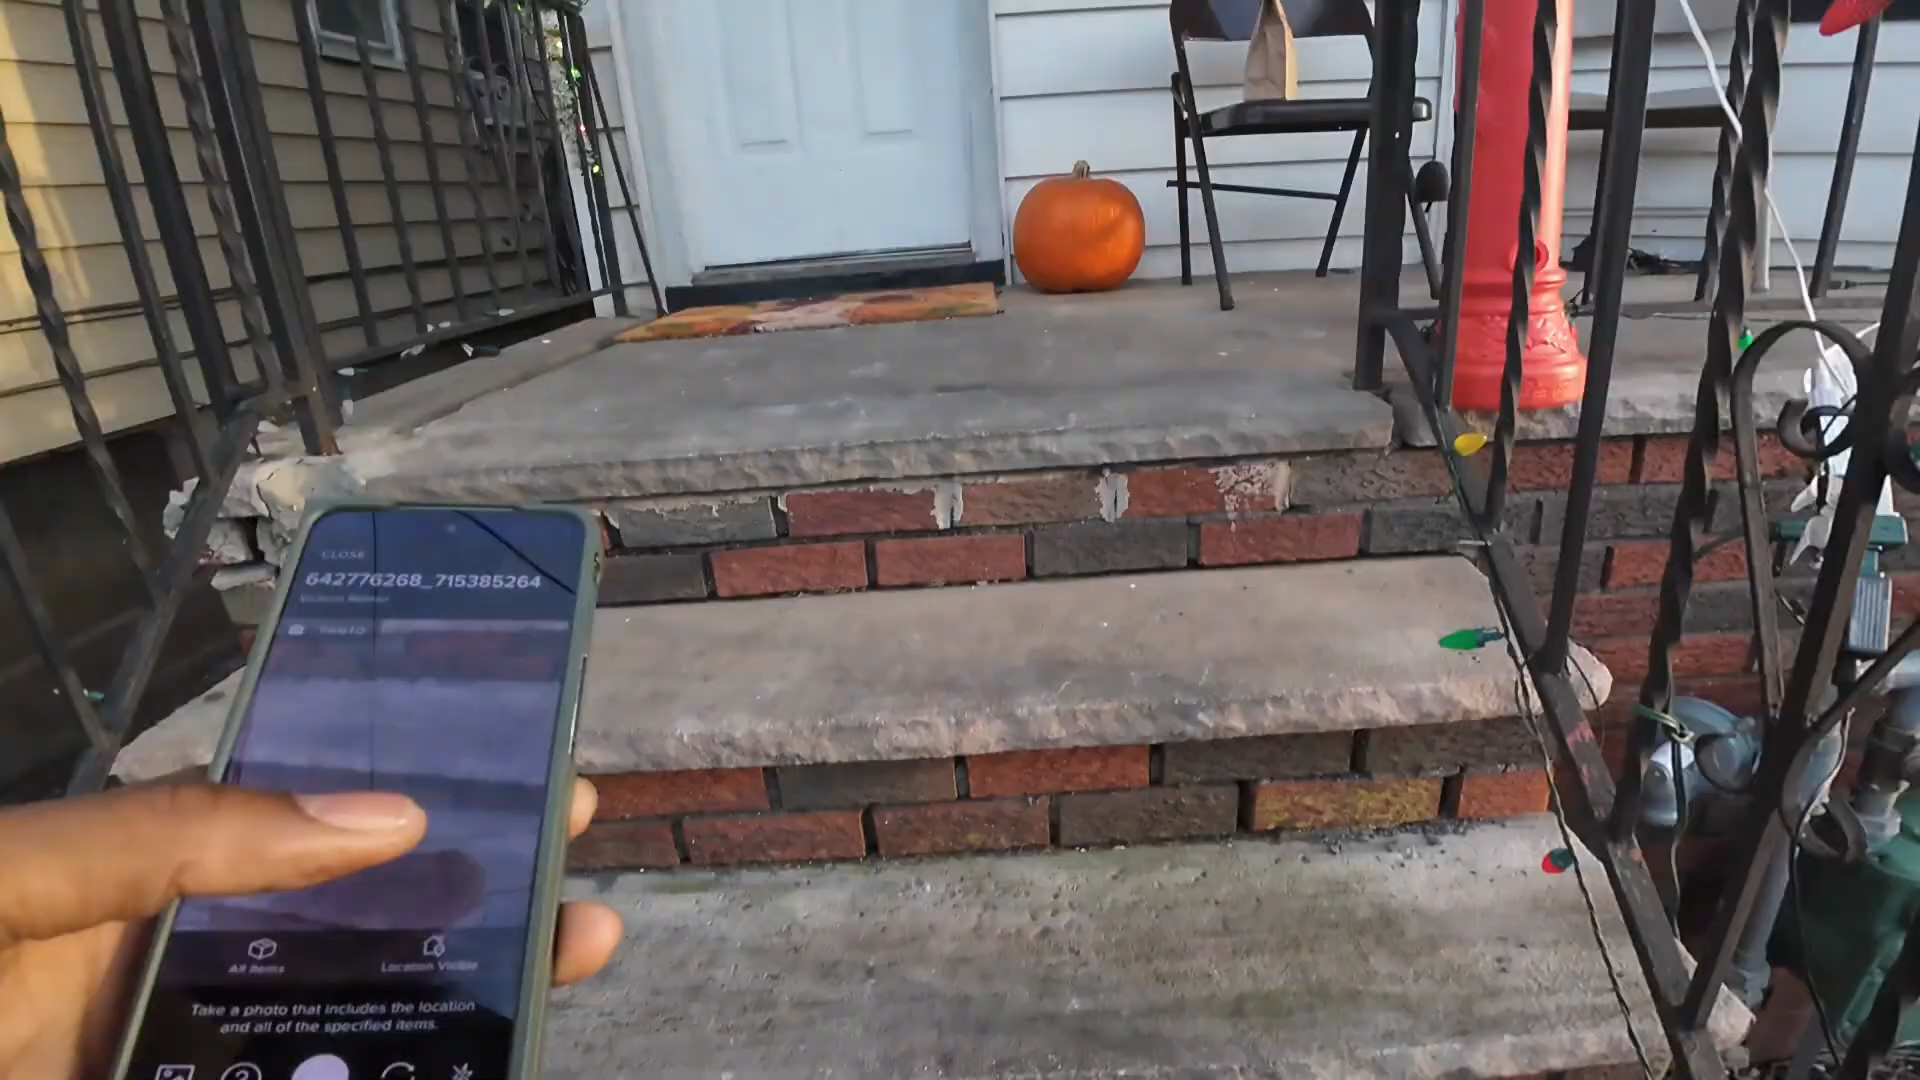 CLOSE
642776268_715385264
All Items
Location Visible
Take a photo that includes the location
and all of the specified items.